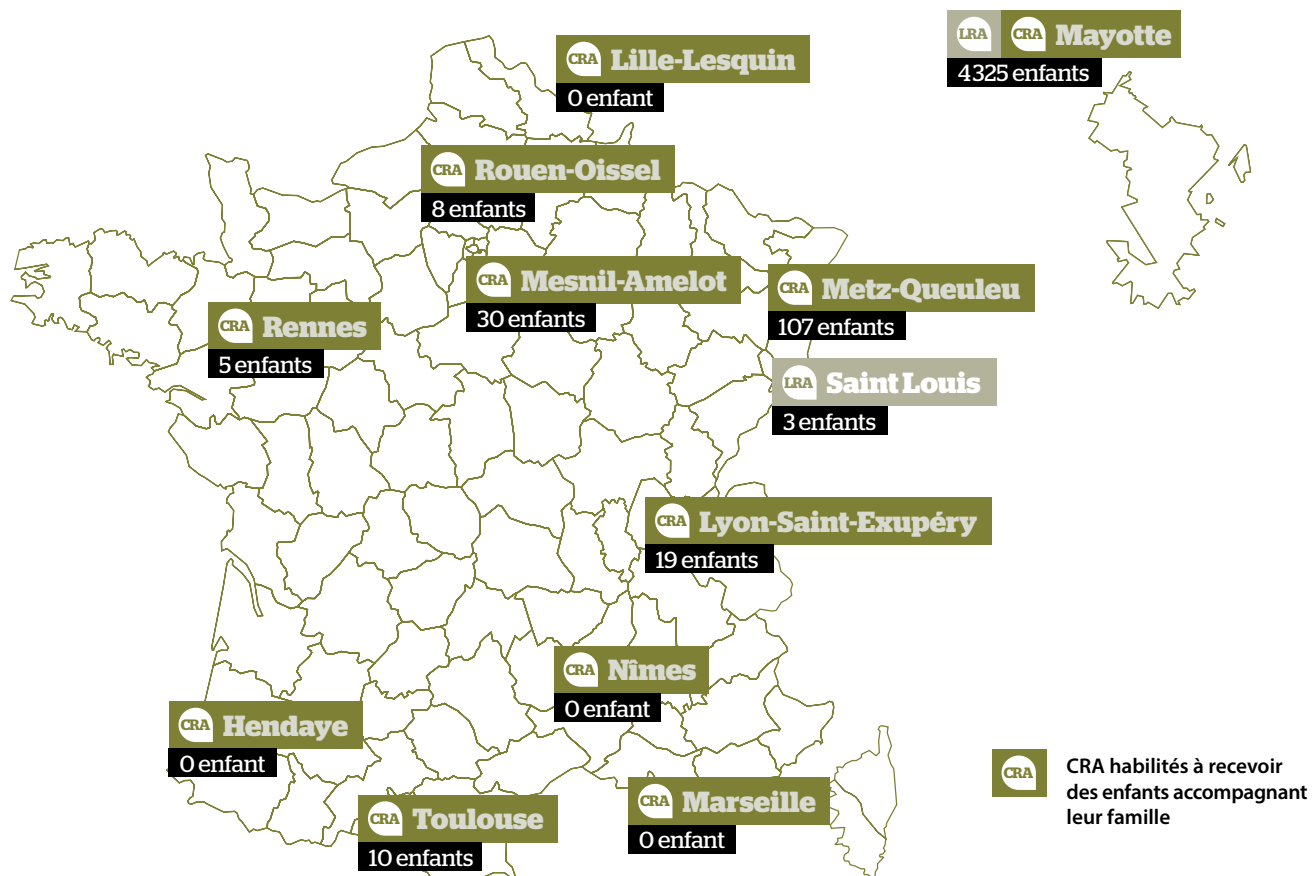 CRA Lille-Lesquin
0 enfant
LRA CRA Mayotte
4325 enfants
CRA Rouen-Oissel
8 enfants
CRA Mesnil-Amelot
30 enfants
CRA Metz-Queuleu
107 enfants
CRA Rennes
5 enfants
LRA Saint Louis
3 enfants
CRA Lyon-Saint-Exupéry
19 enfants
CRA Nîmes
0 enfant
CRA Hendaye
0 enfant
CRA Toulouse
10 enfants
CRA Marseille
0 enfant
CRA CRA habilités à recevoir
des enfants accompagnant
leur famille